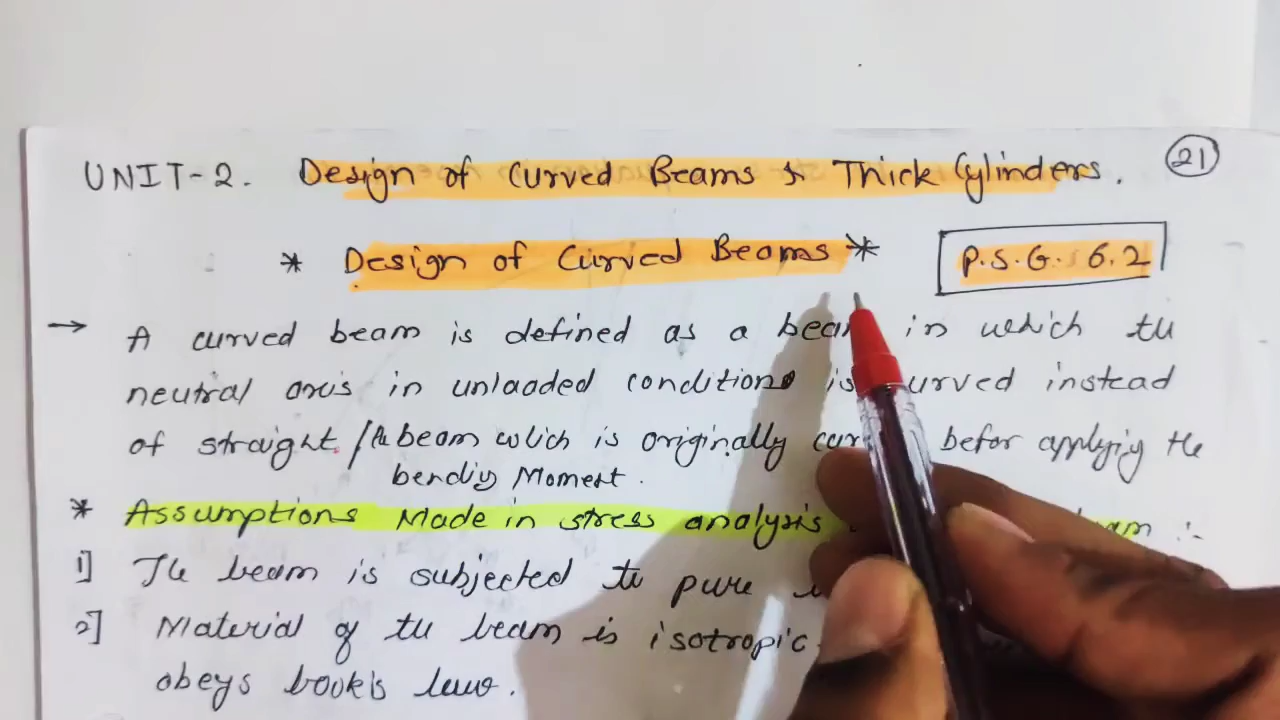 UNIT-2. Design of Curved Beams & Thick Cylinders. 21
* Design of Curved Beams * P.S.G. 6.2
→ A curved beam is defined as a beam in which the
neutral axis in unloaded conditions is curved instead
of straight. /A beam which is originally cur befor applying the
bending Moment.
* Assumptions Made in stress analysis :-
1] The beam is subjected to pure
2] Material of the beam is isotropic
obeys hook's law.